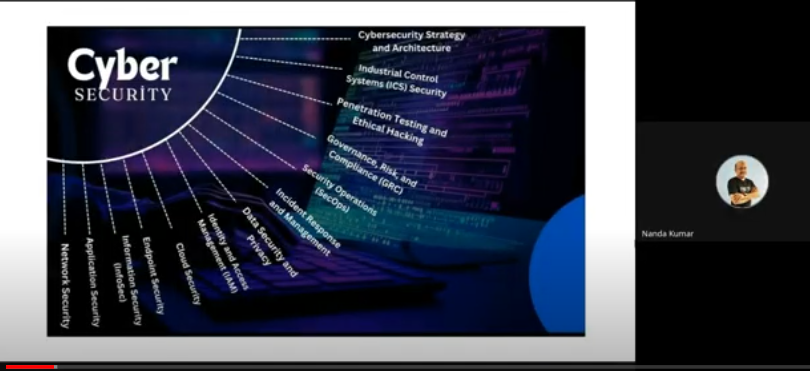 Cyber
SECURİTY
Cybersecurity Strategy
and Architecture
Industrial Control
Systems (ICS) Security
Penetration Testing and
Ethical Hacking
Governance, Risk, and
Compliance (GRC)
Security Operations
(SecOps)
Incident Response
and Management
Data Security and
Privacy
Identity and Access
Management (IAM)
Cloud Security
Endpoint Security
Information Security
(InfoSec)
Application Security
Network Security
Nanda Kumar